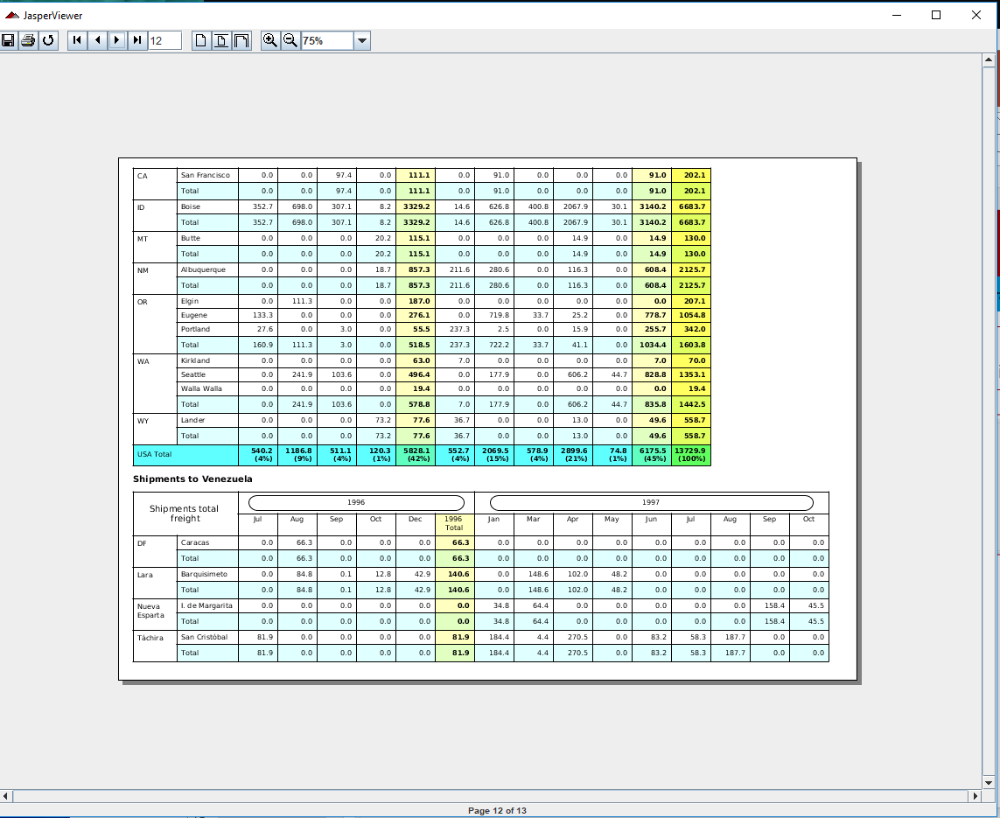 JasperViewer
12
75%
CA San Francisco 0.0 0.0 97.4 0.0 111.1 0.0 91.0 0.0 0.0 0.0 91.0 202.1
Total 0.0 0.0 97.4 0.0 111.1 0.0 91.0 0.0 0.0 0.0 91.0 202.1
ID Boise 352.7 698.0 307.1 8.2 3329.2 14.6 626.8 400.8 2067.9 30.1 3140.2 6683.7
Total 352.7 698.0 307.1 8.2 3329.2 14.6 626.8 400.8 2067.9 30.1 3140.2 6683.7
MT Butte 0.0 0.0 0.0 20.2 115.1 0.0 0.0 0.0 14.9 0.0 14.9 130.0
Total 0.0 0.0 0.0 20.2 115.1 0.0 0.0 0.0 14.9 0.0 14.9 130.0
NM Albuquerque 0.0 0.0 0.0 18.7 857.3 211.6 280.6 0.0 116.3 0.0 608.4 2125.7
Total 0.0 0.0 0.0 18.7 857.3 211.6 280.6 0.0 116.3 0.0 608.4 2125.7
OR Elgin 0.0 111.3 0.0 0.0 187.0 0.0 0.0 0.0 0.0 0.0 0.0 207.1
Eugene 133.3 0.0 0.0 0.0 276.1 0.0 719.8 33.7 25.2 0.0 778.7 1054.8
Portland 27.6 0.0 3.0 0.0 55.5 237.3 2.5 0.0 15.9 0.0 255.7 342.0
Total 160.9 111.3 3.0 0.0 518.5 237.3 722.2 33.7 41.1 0.0 1034.4 1603.8
WA Kirkland 0.0 0.0 0.0 0.0 63.0 7.0 0.0 0.0 0.0 0.0 7.0 70.0
Seattle 0.0 241.9 103.6 0.0 496.4 0.0 177.9 0.0 606.2 44.7 828.8 1353.1
Walla Walla 0.0 0.0 0.0 0.0 19.4 0.0 0.0 0.0 0.0 0.0 0.0 19.4
Total 0.0 241.9 103.6 0.0 578.8 7.0 177.9 0.0 606.2 44.7 835.8 1442.5
WY Lander 0.0 0.0 0.0 73.2 77.6 36.7 0.0 0.0 13.0 0.0 49.6 558.7
Total 0.0 0.0 0.0 73.2 77.6 36.7 0.0 0.0 13.0 0.0 49.6 558.7
USA Total 540.2 1186.8 511.1 120.3 5828.1 552.7 2069.5 578.9 2899.6 74.8 6175.5 13729.9
(4%) (9%) (4%) (1%) (42%) (4%) (15%) (4%) (21%) (1%) (45%) (100%)
Shipments to Venezuela
Shipments total
freight
1996 1997
Jul Aug Sep Oct Dec 1996 Jan Mar Apr May Jun Jul Aug Sep Oct
Total
DF Caracas 0.0 66.3 0.0 0.0 0.0 66.3 0.0 0.0 0.0 0.0 0.0 0.0 0.0 0.0 0.0
Total 0.0 66.3 0.0 0.0 0.0 66.3 0.0 0.0 0.0 0.0 0.0 0.0 0.0 0.0 0.0
Lara Barquisimeto 0.0 84.8 0.1 12.8 42.9 140.6 0.0 148.6 102.0 48.2 0.0 0.0 0.0 0.0 0.0
Total 0.0 84.8 0.1 12.8 42.9 140.6 0.0 148.6 102.0 48.2 0.0 0.0 0.0 0.0 0.0
Nueva I. de Margarita 0.0 0.0 0.0 0.0 0.0 0.0 34.8 64.4 0.0 0.0 0.0 0.0 0.0 158.4 45.5
Esparta Total 0.0 0.0 0.0 0.0 0.0 0.0 34.8 64.4 0.0 0.0 0.0 0.0 0.0 158.4 45.5
Táchira San Cristóbal 81.9 0.0 0.0 0.0 0.0 81.9 184.4 4.4 270.5 0.0 83.2 58.3 187.7 0.0 0.0
Total 81.9 0.0 0.0 0.0 0.0 81.9 184.4 4.4 270.5 0.0 83.2 58.3 187.7 0.0 0.0
Page 12 of 13